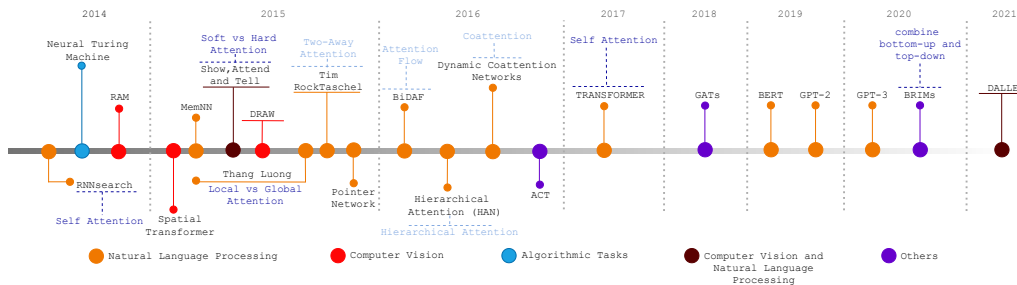 2014
2015
2016
2017
2018
2019
2020
2021
Neural Turing
Machine
RAM
RNNsearch
Self Attention
Soft vs Hard
Attention
Show,Attend
and Tell
MemNN
DRAW
Two-Away
Attention
Tim
RockTaschel
Thang Luong
Local vs Global
Attention
Spatial
Transformer
Pointer
Network
Attention
Flow
BiDAF
Coattention
Dynamic Coattention
Networks
Hierarchical
Attention (HAN)
Hierarchical Attention
ACT
Self Attention
TRANSFORMER
GATs
BERT
GPT-2
GPT-3
combine
bottom-up and
top-down
BRIMs
DALLE
Natural Language Processing
Computer Vision
Algorithmic Tasks
Computer Vision and
Natural Language
Processing
Others